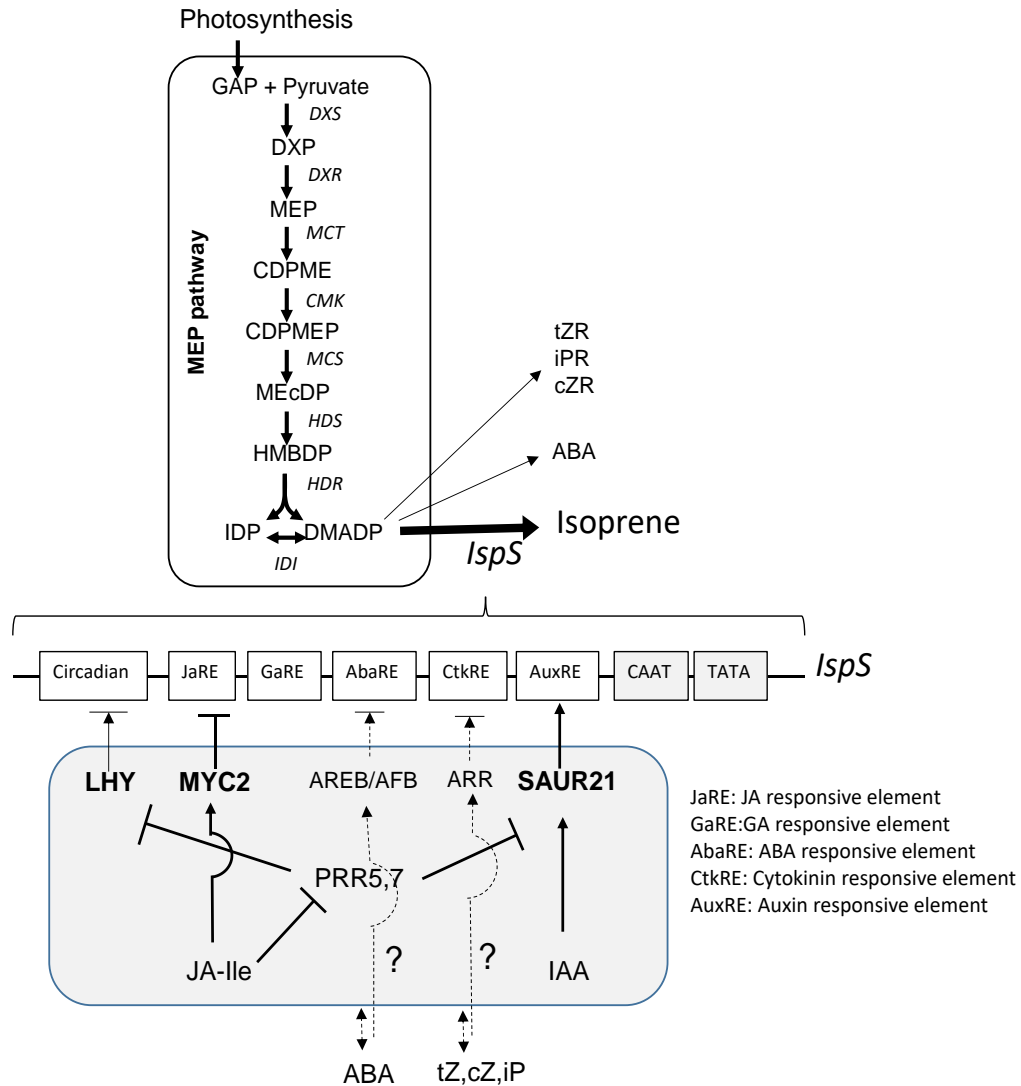 Photosynthesis
GAP + Pyruvate
DXS
DXP
DXR
MEP
MCT
CDPME
CMK
CDPMEP
MCS
MEcDP
HDS
HMBDP
HDR
IDP
DMADP
IDI
MEP pathway
tZR
iPR
cZR
ABA
Isoprene
IspS
Circadian
JaRE
GaRE
AbaRE
CtkRE
AuxRE
CAAT
TATA
IspS
LHY
MYC2
AREB/AFB
ARR
SAUR21
PRR5,7
JA-Ile
?
?
IAA
ABA
tZ,cZ,iP
JaRE: JA responsive element
GaRE:GA responsive element
AbaRE: ABA responsive element
CtkRE: Cytokinin responsive element
AuxRE: Auxin responsive element